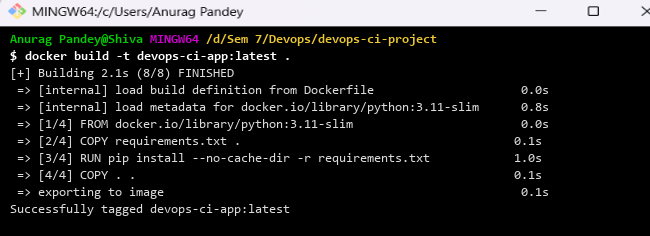 MINGW64:/c/Users/Anurag Pandey
Anurag Pandey@Shiva MINGW64 /d/Sem 7/Devops/devops-ci-project
$ docker build -t devops-ci-app:latest .
[+] Building 2.1s (8/8) FINISHED
=> [internal] load build definition from Dockerfile 0.0s
=> [internal] load metadata for docker.io/library/python:3.11-slim 0.8s
=> [1/4] FROM docker.io/library/python:3.11-slim 0.0s
=> [2/4] COPY requirements.txt . 0.1s
=> [3/4] RUN pip install --no-cache-dir -r requirements.txt 1.0s
=> [4/4] COPY . . 0.1s
=> exporting to image 0.1s
Successfully tagged devops-ci-app:latest